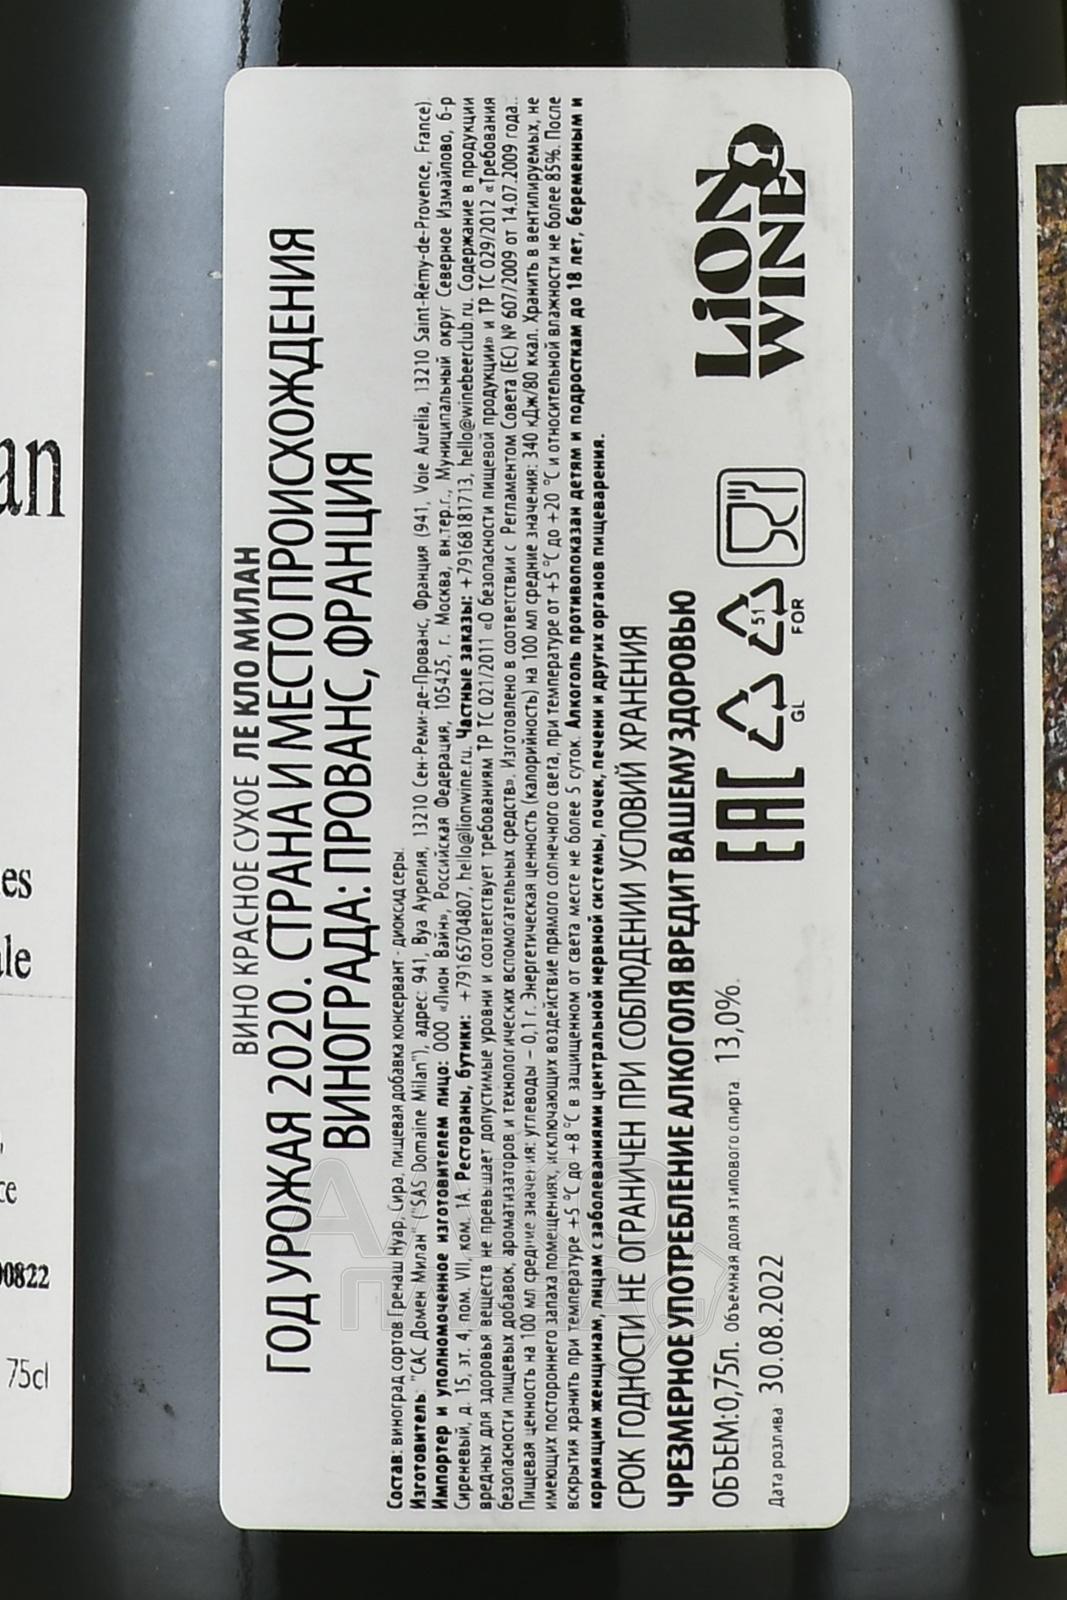 an
es
ale
ce
00822
75cl
ВИНО КРАСНОЕ СУХОЕ ЛЕ КЛО МИЛАН
ГОД УРОЖАЯ 2020. СТРАНА И МЕСТО ПРОИСХОЖДЕНИЯ
ВИНОГРАДА: ПРОВАНС, ФРАНЦИЯ
Состав: виноград сортов Гренаш Нуар, Сира, пищевая добавка консервант - диоксид серы.
Изготовитель: "САС Домен Милан" ("SAS Domaine Milan"), адрес: 941, Вуа Аурелия, 13210 Сен-Реми-де-Прованс, Франция (941, Voie Aurelia, 13210 Saint-Rémy-de-Provence, France).
Импортер и уполномоченное изготовителем лицо: ООО «Лион Вайн», Российская Федерация, 105425, г. Москва, вн.тер.г., Муниципальный округ Северное Измайлово, б-р
Сиреневый, д. 15, эт. 4, пом. VII, ком. 1А. Рестораны, бутики: +79165704807, hello@lionwine.ru. Частные заказы: +79168181713, hello@winebeerclub.ru. Содержание в продукции
вредных для здоровья веществ не превышает допустимые уровни и соответствует требованиям ТР ТС 021/2011 «О безопасности пищевой продукции» и ТР ТС 029/2012 «Требования
безопасности пищевых добавок, ароматизаторов и технологических вспомогательных средств». Изготовлено в соответствии с Регламентом Совета (ЕС) № 607/2009 от 14.07.2009 года..
Пищевая ценность на 100 мл средние значения: углеводы – 0,1 г. Энергетическая ценность (калорийность) на 100 мл средние значения: 340 кДж/80 ккал. Хранить в вентилируемых, не
имеющих постороннего запаха помещениях, исключающих воздействие прямого солнечного света, при температуре от +5 °С до +20 °С и относительной влажности не более 85%. После
вскрытия хранить при температуре +5 °С до +8 °С в защищенном от света месте не более 5 суток. Алкоголь противопоказан детям и подросткам до 18 лет, беременным и
кормящим женщинам, лицам с заболеваниями центральной нервной системы, почек, печени и других органов пищеварения.
СРОК ГОДНОСТИ НЕ ОГРАНИЧЕН ПРИ СОБЛЮДЕНИИ УСЛОВИЙ ХРАНЕНИЯ
ЧРЕЗМЕРНОЕ УПОТРЕБЛЕНИЕ АЛКОГОЛЯ ВРЕДИТ ВАШЕМУ ЗДОРОВЬЮ
ОБЪЕМ:0,75л. Объемная доля этилового спирта: 13,0%.
Дата розлива: 30.08.2022
EAC
GL
51
FOR
LiON
WINE